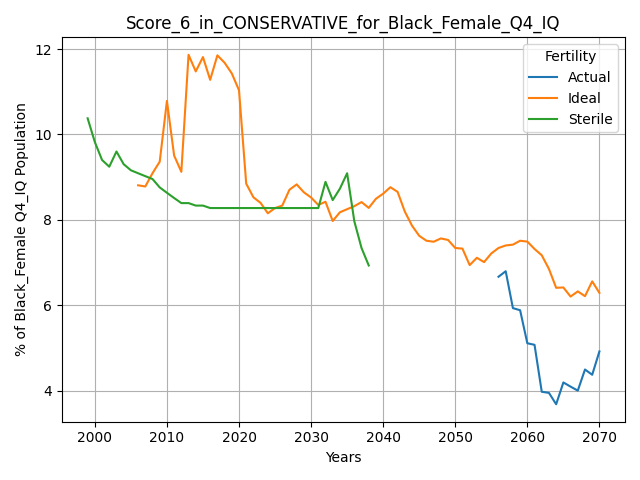 Score_6_in_CONSERVATIVE_for_Black_Female_Q4_IQ
% of Black_Female Q4_IQ Population
12
10
8
6
4
Fertility
Actual
Ideal
Sterile
2000 2010 2020 2030 2040 2050 2060 2070
Years